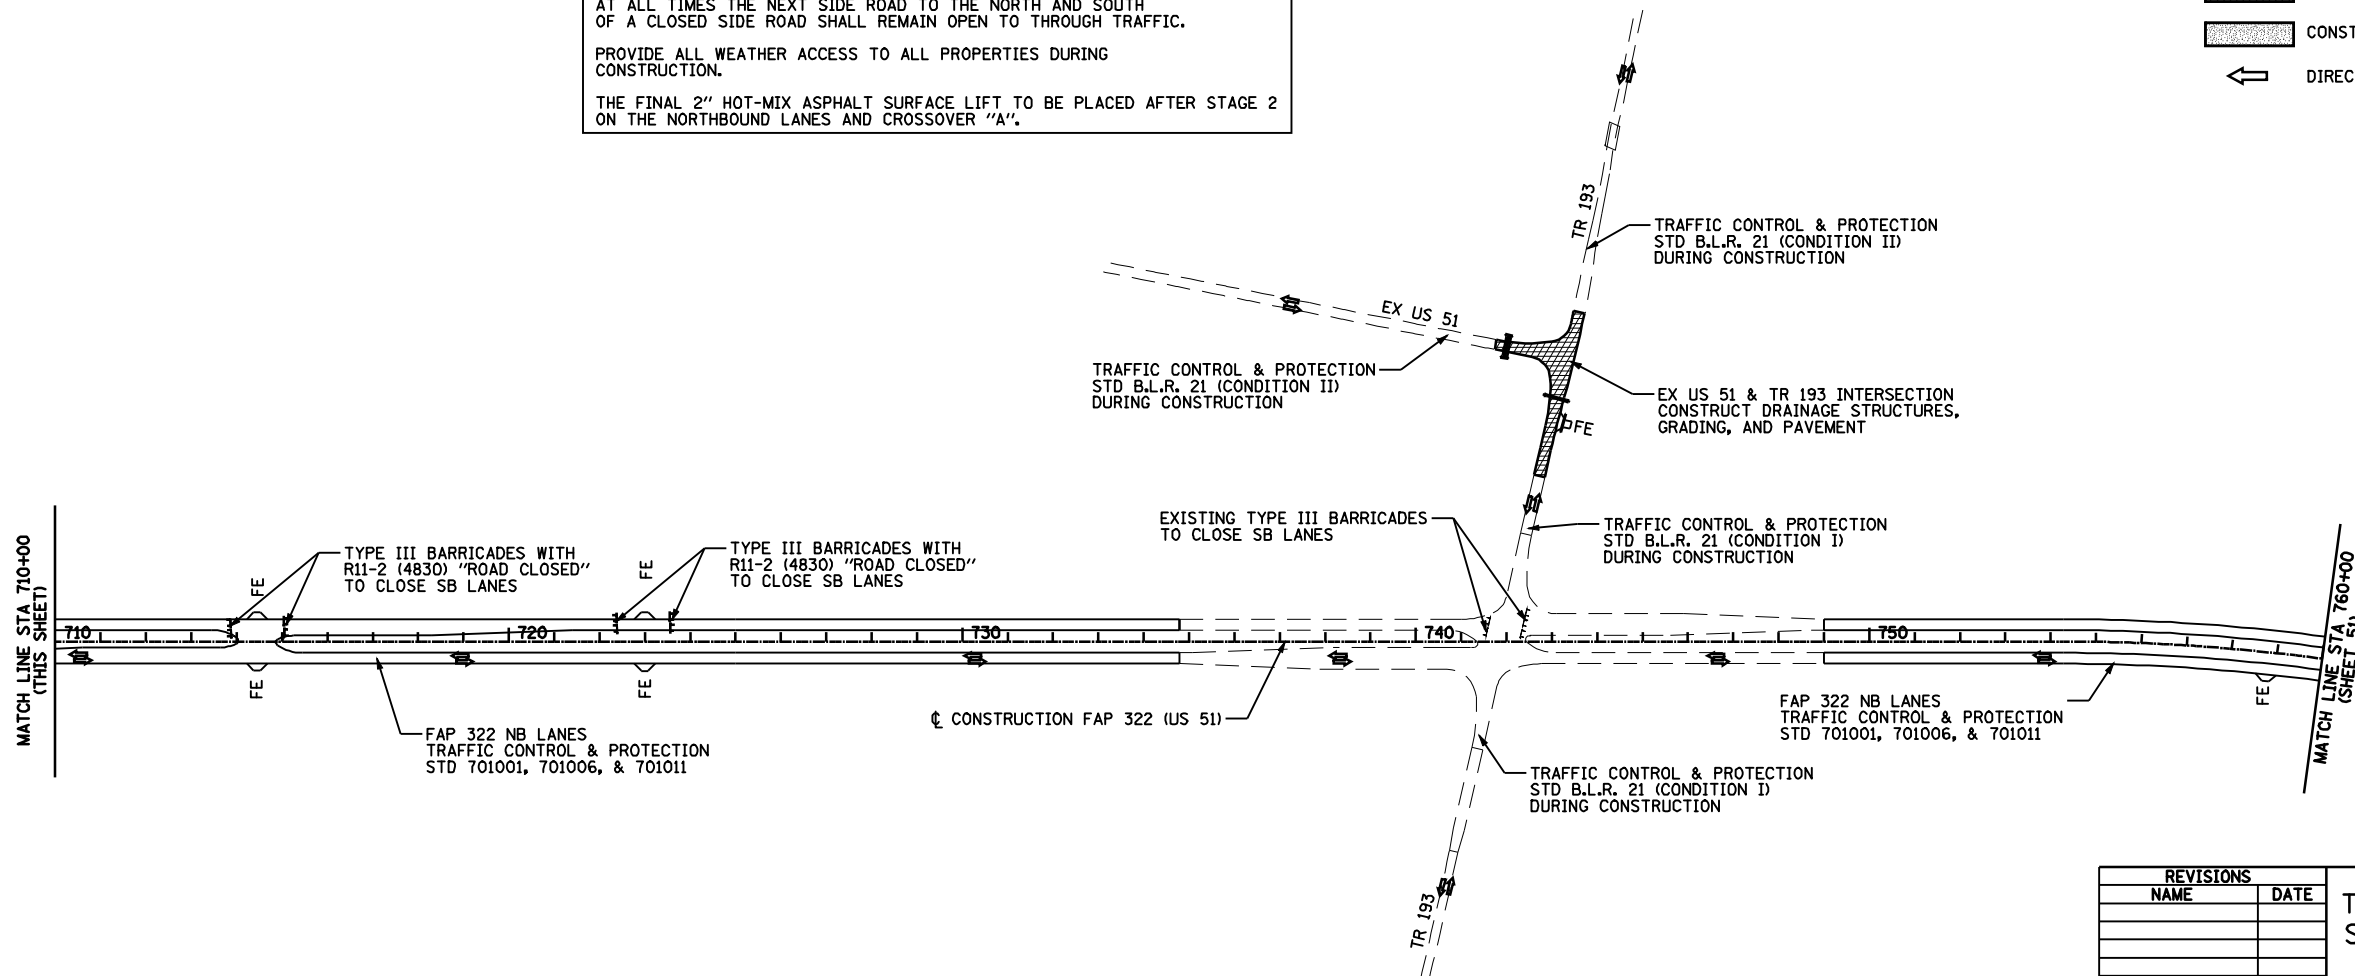 AT ALL TIMES THE NEXT SIDE ROAD TO THE NORTH AND SOUTH
OF A CLOSED SIDE ROAD SHALL REMAIN OPEN TO THROUGH TRAFFIC.
PROVIDE ALL WEATHER ACCESS TO ALL PROPERTIES DURING
CONSTRUCTION.
THE FINAL 2" HOT-MIX ASPHALT SURFACE LIFT TO BE PLACED AFTER STAGE 2
ON THE NORTHBOUND LANES AND CROSSOVER "A".
CONST
DIREC
TR 193
TRAFFIC CONTROL & PROTECTION
STD B.L.R. 21 (CONDITION II)
DURING CONSTRUCTION
EX US 51
TRAFFIC CONTROL & PROTECTION
STD B.L.R. 21 (CONDITION II)
DURING CONSTRUCTION
EX US 51 & TR 193 INTERSECTION
CONSTRUCT DRAINAGE STRUCTURES,
GRADING, AND PAVEMENT
FE
EXISTING TYPE III BARRICADES
TO CLOSE SB LANES
TRAFFIC CONTROL & PROTECTION
STD B.L.R. 21 (CONDITION I)
DURING CONSTRUCTION
MATCH LINE STA 710+00
(THIS SHEET)
TYPE III BARRICADES WITH
R11-2 (4830) "ROAD CLOSED"
TO CLOSE SB LANES
FE
FE
TYPE III BARRICADES WITH
R11-2 (4830) "ROAD CLOSED"
TO CLOSE SB LANES
710
720
730
740
750
FE
FE
FE
MATCH LINE STA 760+00
(SHEET 51)
FAP 322 NB LANES
TRAFFIC CONTROL & PROTECTION
STD 701001, 701006, & 701011
℄ CONSTRUCTION FAP 322 (US 51)
FAP 322 NB LANES
TRAFFIC CONTROL & PROTECTION
STD 701001, 701006, & 701011
TRAFFIC CONTROL & PROTECTION
STD B.L.R. 21 (CONDITION I)
DURING CONSTRUCTION
TR 193
REVISIONS
NAME DATE
T
S